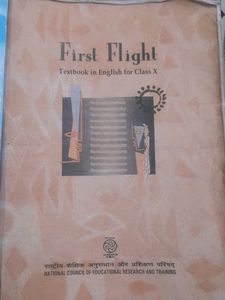 First Flight
Textbook in English for Class X
राष्ट्रीय शैक्षिक अनुसंधान और प्रशिक्षण परिषद्
NATIONAL COUNCIL OF EDUCATIONAL RESEARCH AND TRAINING